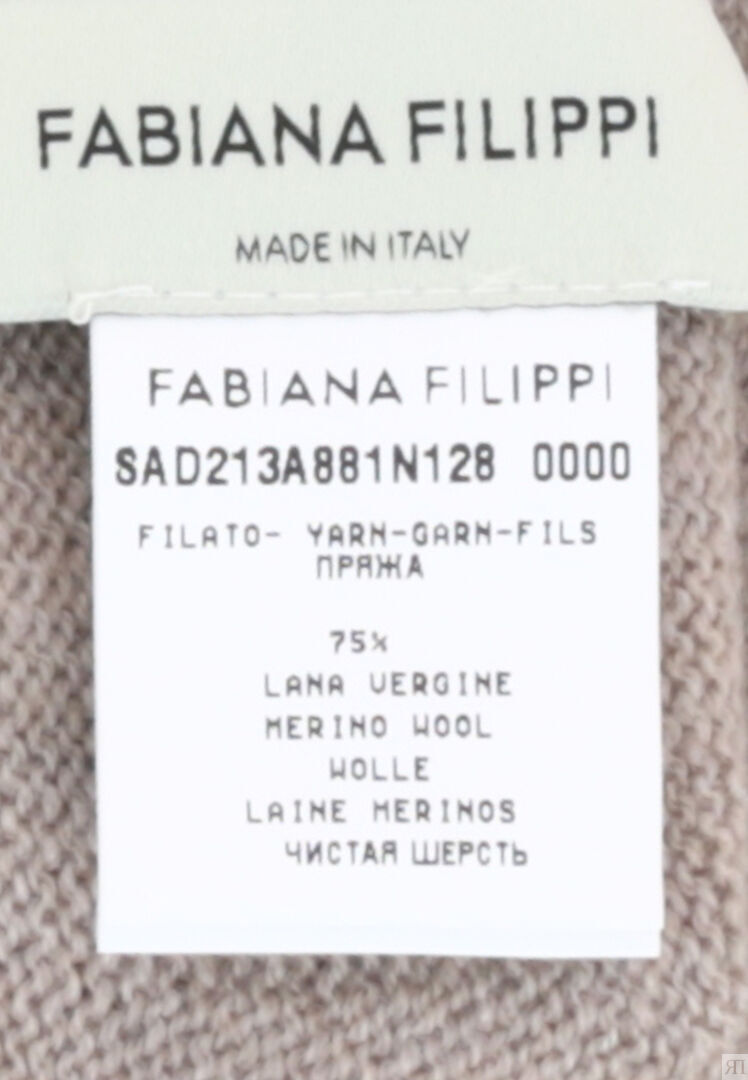 FABIANA FILIPPI
MADE IN ITALY
FABIANA FILIPPI
SAD213A881N128 0000
FILATO- YARN-GARN-FILS
ПРЯЖА
75%
LANA VERGINE
MERINO WOOL
WOLLE
LAINE MERINOS
ЧИСТАЯ ШЕРСТЬ
ЯП